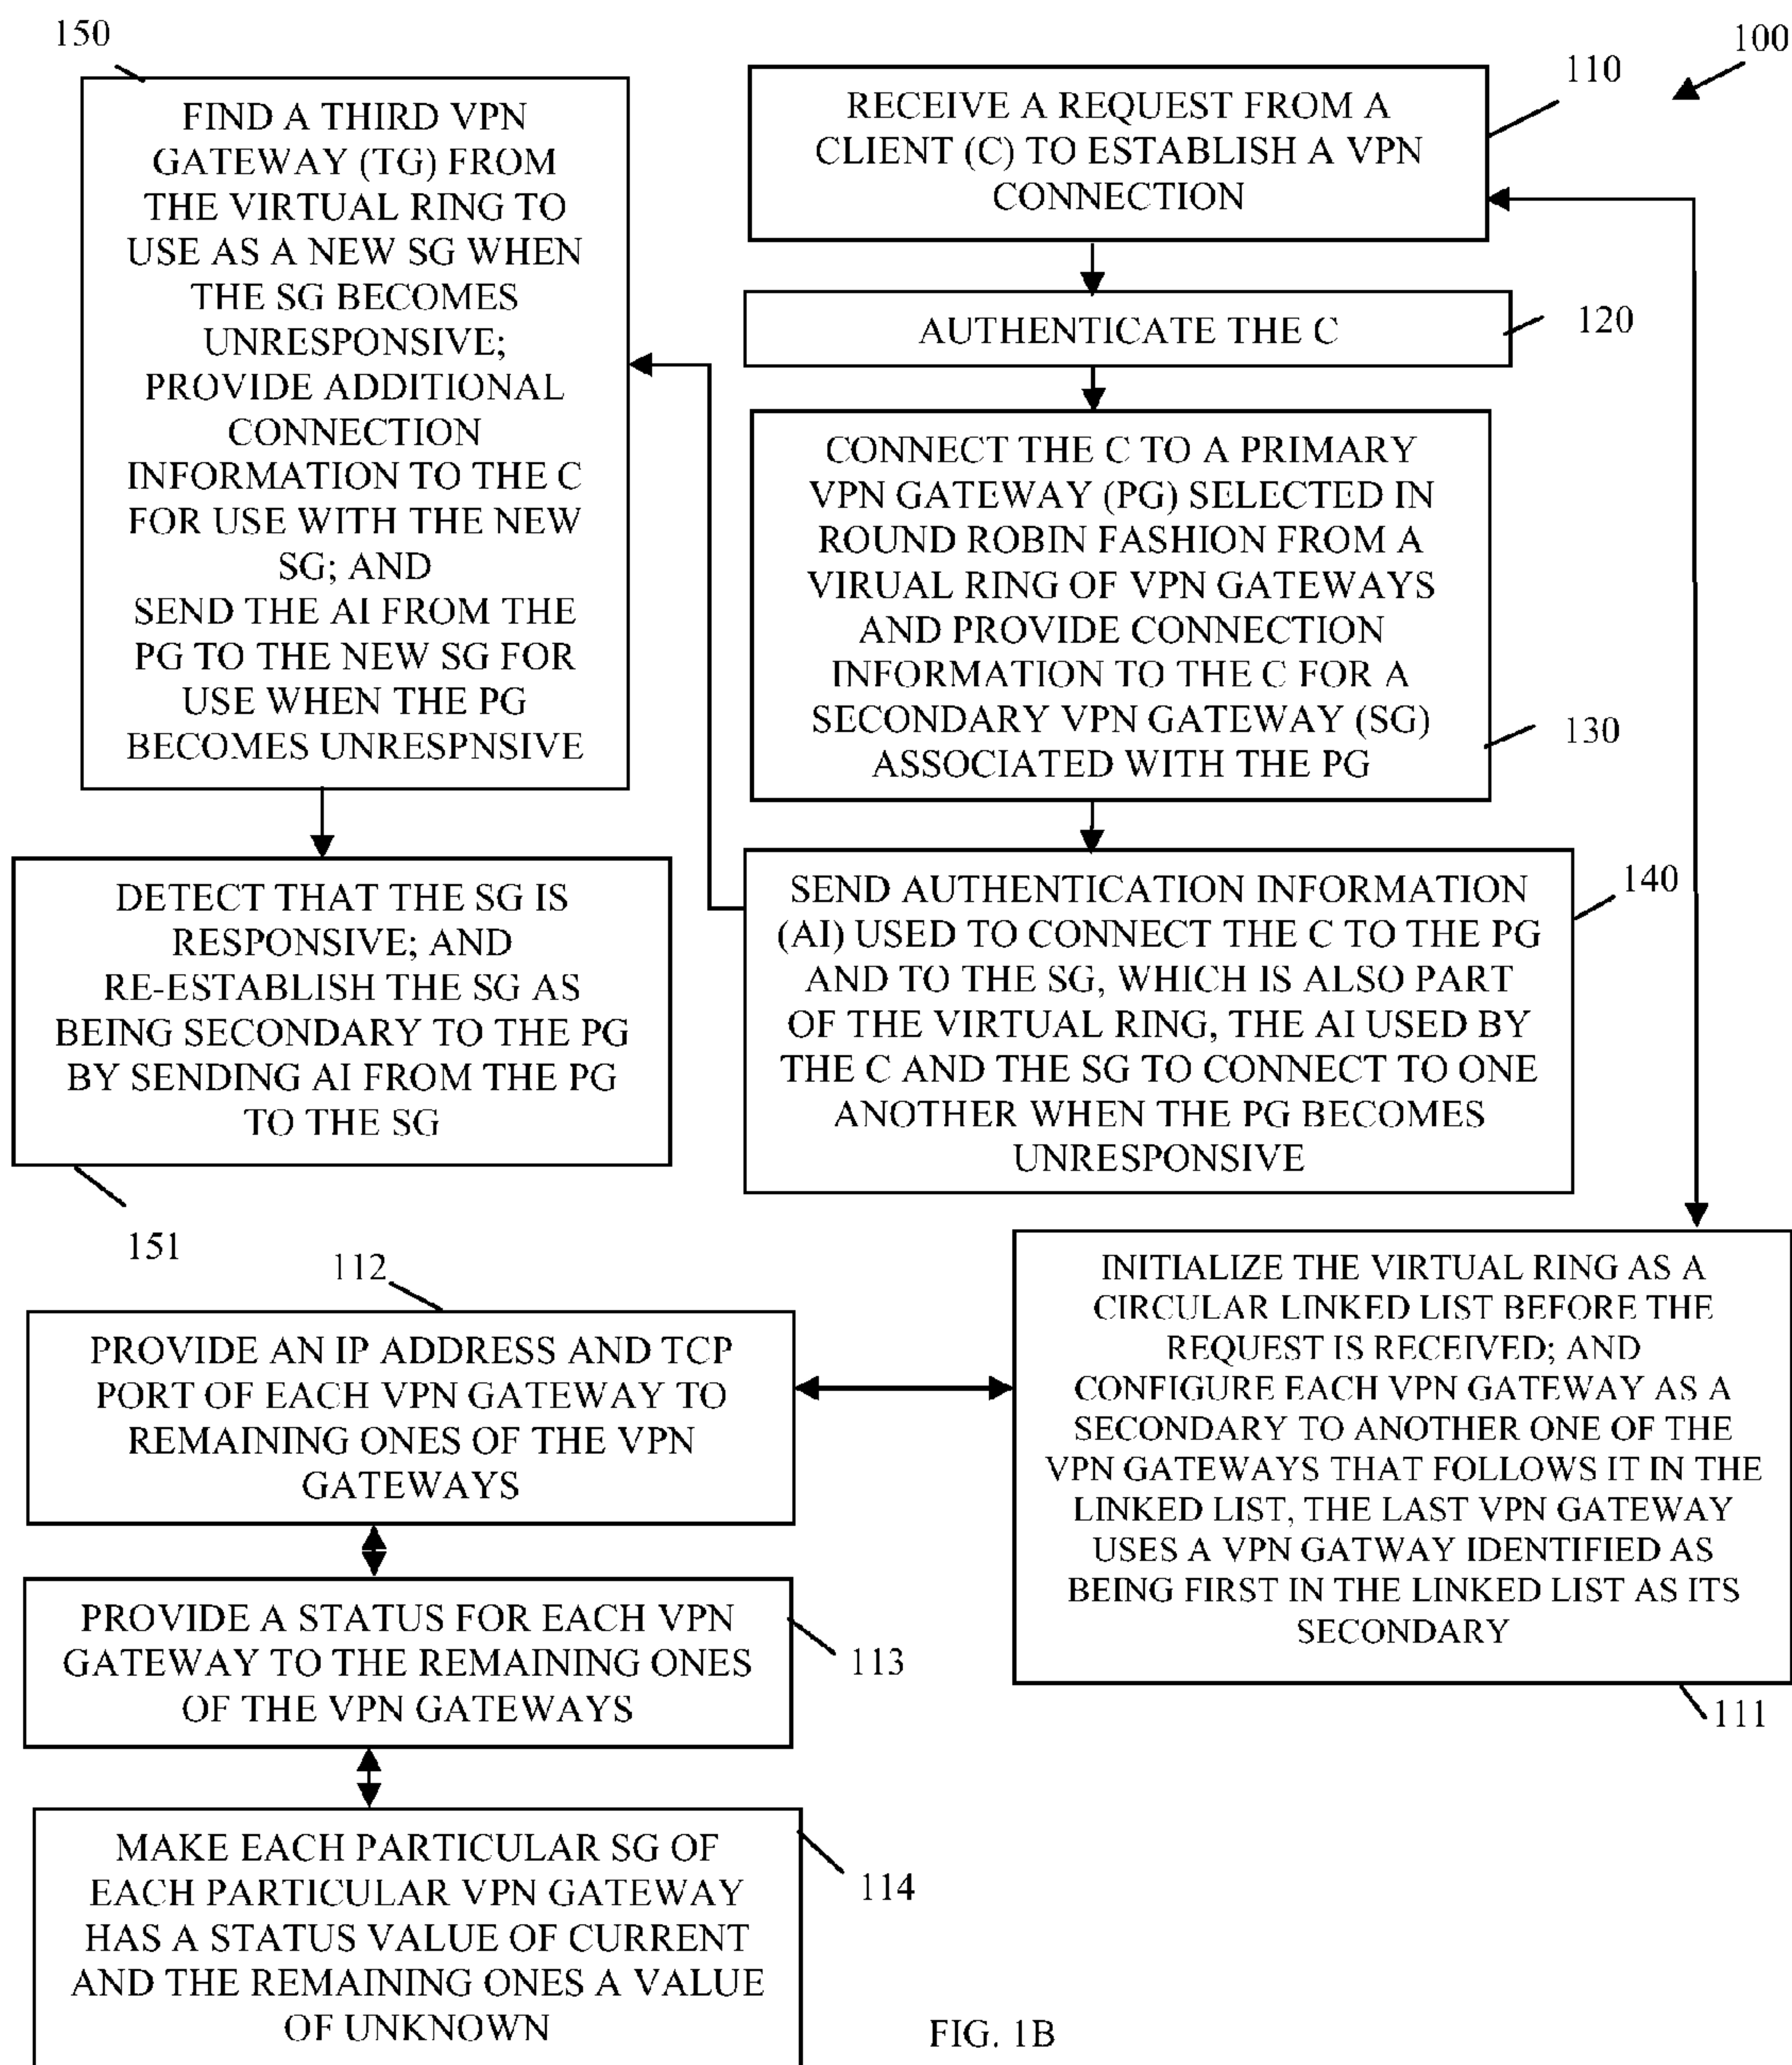 100
110
RECEIVE A REQUEST FROM A
CLIENT (C) TO ESTABLISH A VPN
CONNECTION
120
AUTHENTICATE THE C
CONNECT THE C TO A PRIMARY
VPN GATEWAY (PG) SELECTED IN
ROUND ROBIN FASHION FROM A
VIRUAL RING OF VPN GATEWAYS
AND PROVIDE CONNECTION
INFORMATION TO THE C FOR A
SECONDARY VPN GATEWAY (SG)
ASSOCIATED WITH THE PG
130
140
SEND AUTHENTICATION INFORMATION
(AI) USED TO CONNECT THE C TO THE PG
AND TO THE SG, WHICH IS ALSO PART
OF THE VIRTUAL RING, THE AI USED BY
THE C AND THE SG TO CONNECT TO ONE
ANOTHER WHEN THE PG BECOMES
UNRESPONSIVE
150
FIND A THIRD VPN
GATEWAY (TG) FROM
THE VIRTUAL RING TO
USE AS A NEW SG WHEN
THE SG BECOMES
UNRESPONSIVE;
PROVIDE ADDITIONAL
CONNECTION
INFORMATION TO THE C
FOR USE WITH THE NEW
SG; AND
SEND THE AI FROM THE
PG TO THE NEW SG FOR
USE WHEN THE PG
BECOMES UNRESPNSIVE
DETECT THAT THE SG IS
RESPONSIVE; AND
RE-ESTABLISH THE SG AS
BEING SECONDARY TO THE PG
BY SENDING AI FROM THE PG
TO THE SG
151
INITIALIZE THE VIRTUAL RING AS A
CIRCULAR LINKED LIST BEFORE THE
REQUEST IS RECEIVED; AND
CONFIGURE EACH VPN GATEWAY AS A
SECONDARY TO ANOTHER ONE OF THE
VPN GATEWAYS THAT FOLLOWS IT IN THE
LINKED LIST, THE LAST VPN GATEWAY
USES A VPN GATWAY IDENTIFIED AS
BEING FIRST IN THE LINKED LIST AS ITS
SECONDARY
111
112
PROVIDE AN IP ADDRESS AND TCP
PORT OF EACH VPN GATEWAY TO
REMAINING ONES OF THE VPN
GATEWAYS
PROVIDE A STATUS FOR EACH VPN
GATEWAY TO THE REMAINING ONES
OF THE VPN GATEWAYS
113
MAKE EACH PARTICULAR SG OF
EACH PARTICULAR VPN GATEWAY
HAS A STATUS VALUE OF CURRENT
AND THE REMAINING ONES A VALUE
OF UNKNOWN
114
FIG. 1B